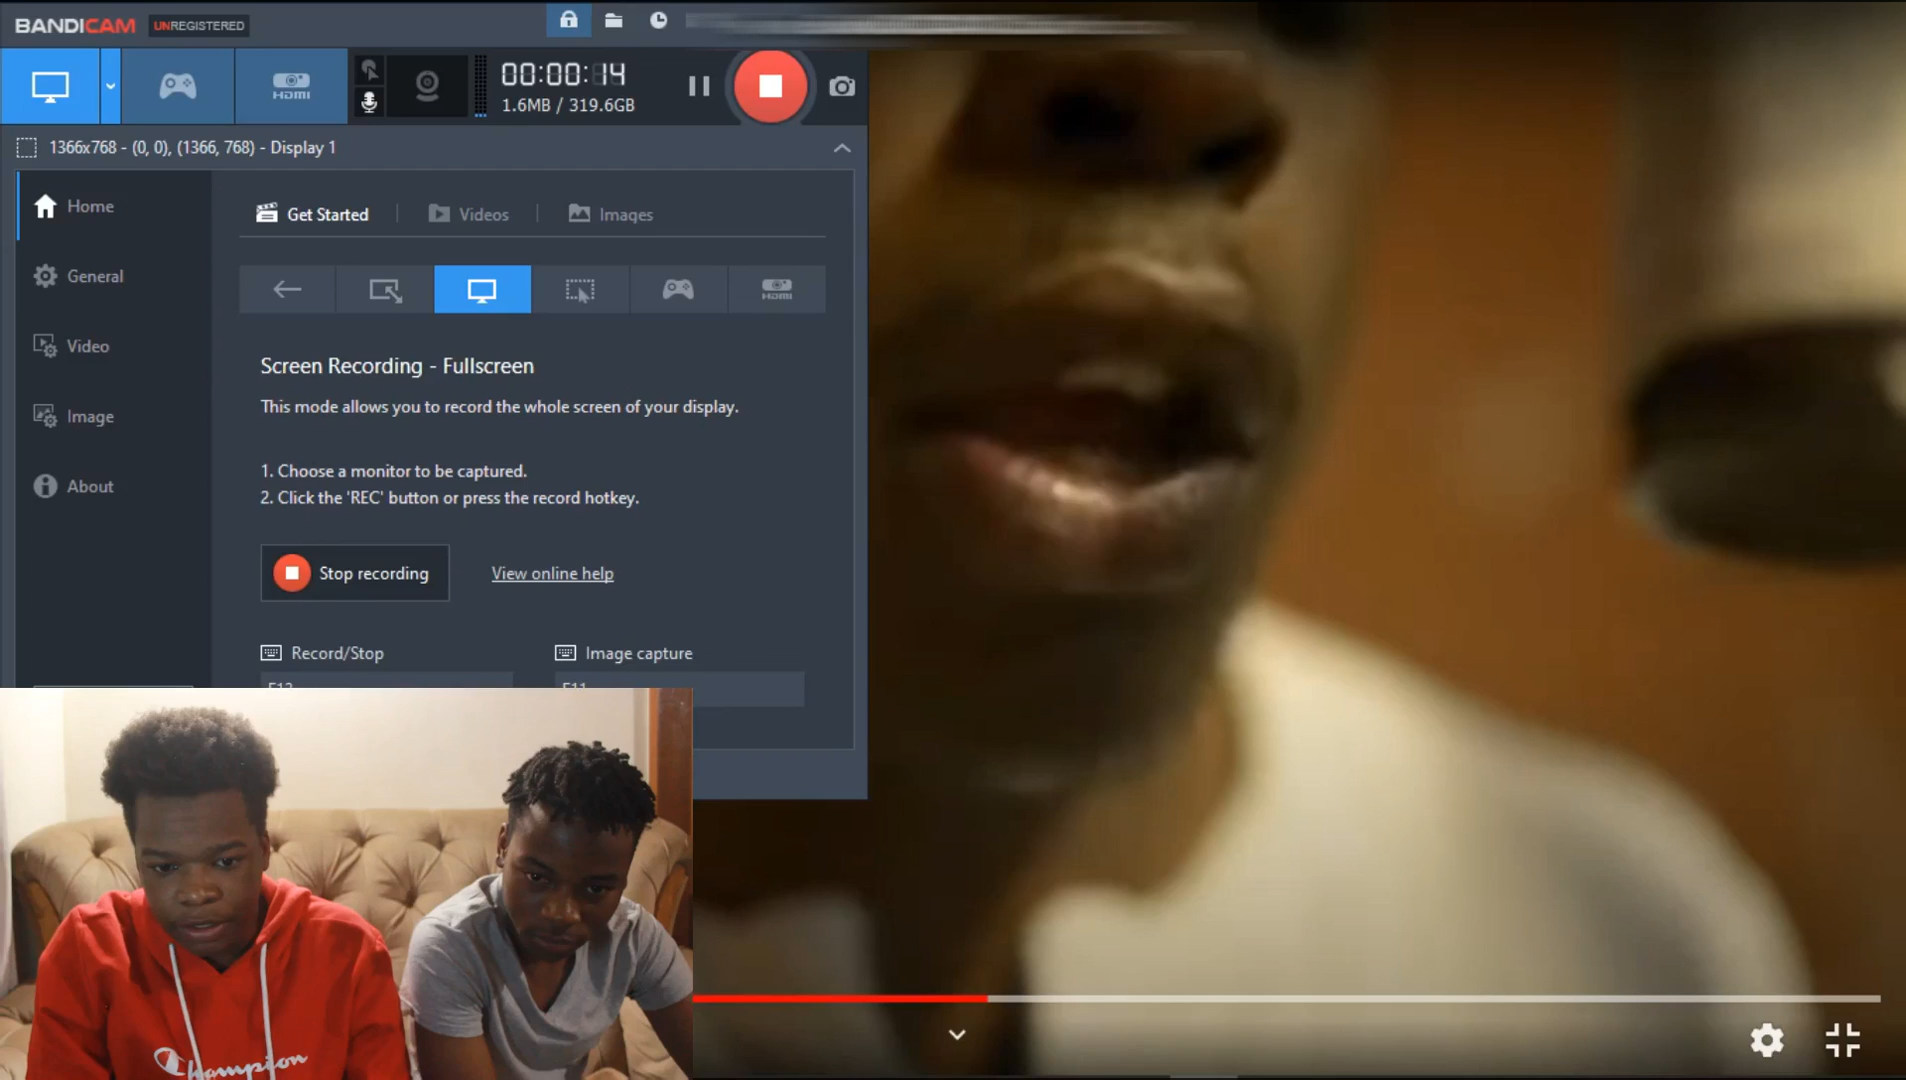 BANDICAM UNREGISTERED
HDMI
00:00:14
1.6MB / 319.6GB
1366x768 - (0, 0), (1366, 768) - Display 1
Home
General
Video
Image
About
Get Started
Videos
Images
HDMI
Screen Recording - Fullscreen
This mode allows you to record the whole screen of your display.
1. Choose a monitor to be captured.
2. Click the 'REC' button or press the record hotkey.
Stop recording
View online help
Record/Stop
Image capture
Champion